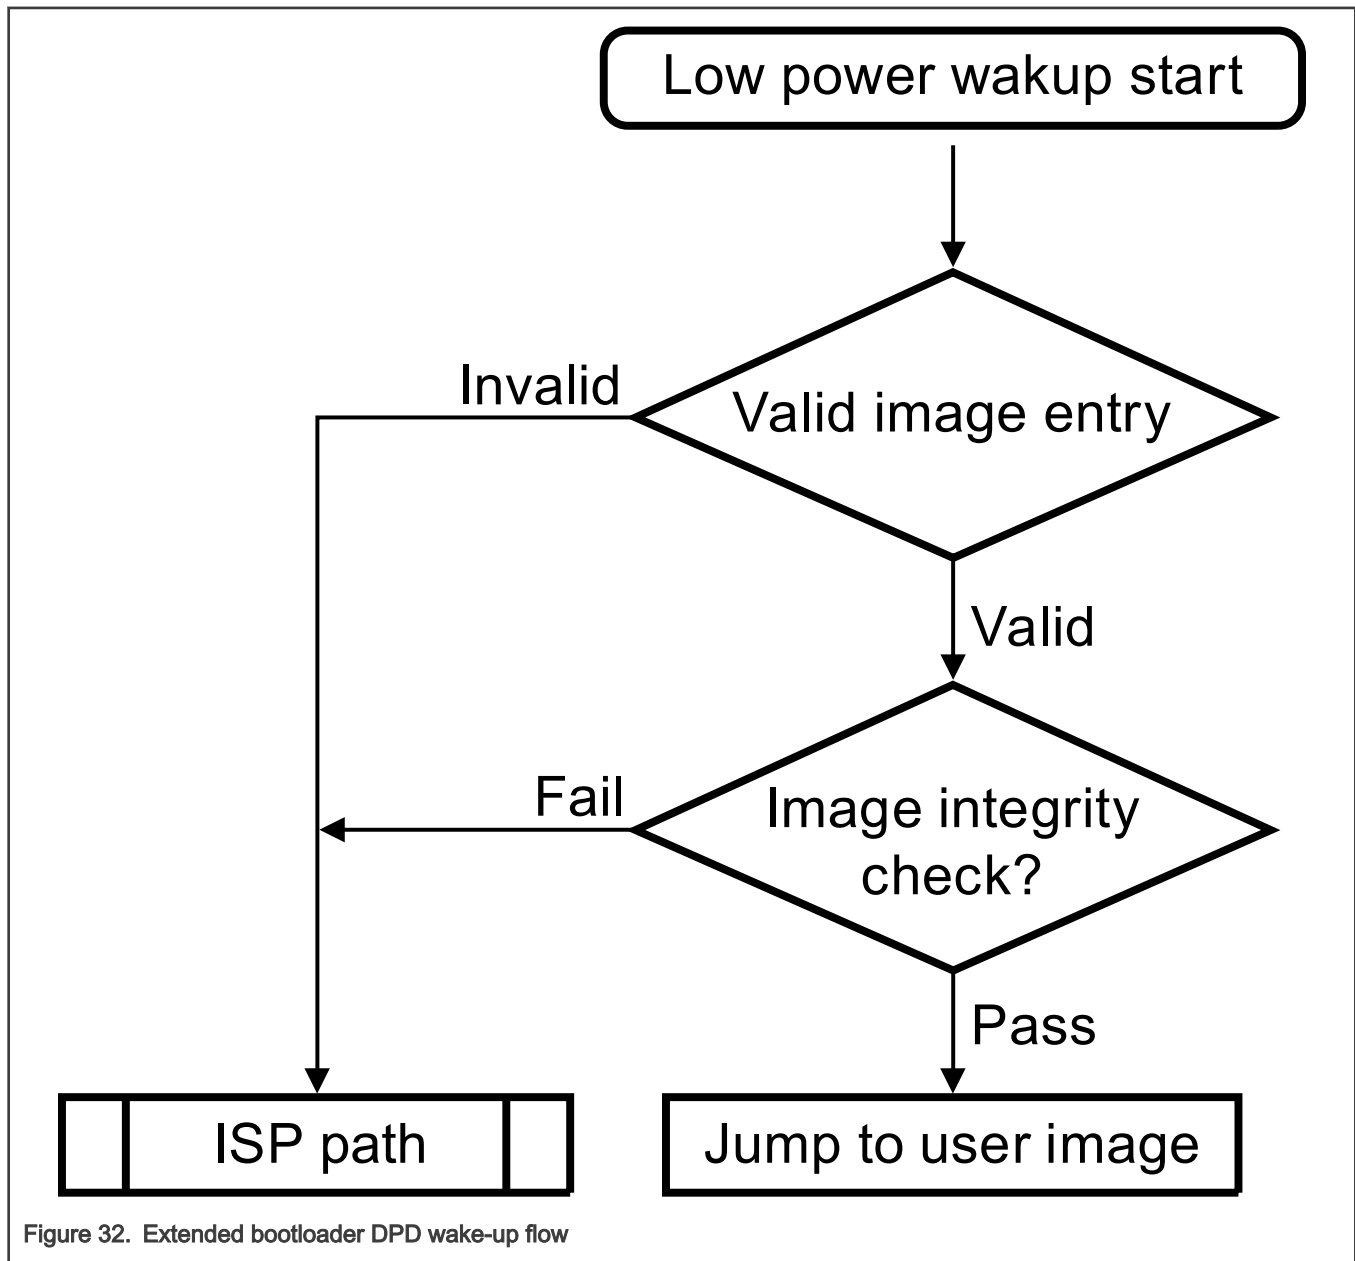 Low power wakup start
Invalid
Valid image entry
Valid
Fail
Image integrity
check?
Pass
ISP path
Jump to user image
Figure 32. Extended bootloader DPD wake-up flow